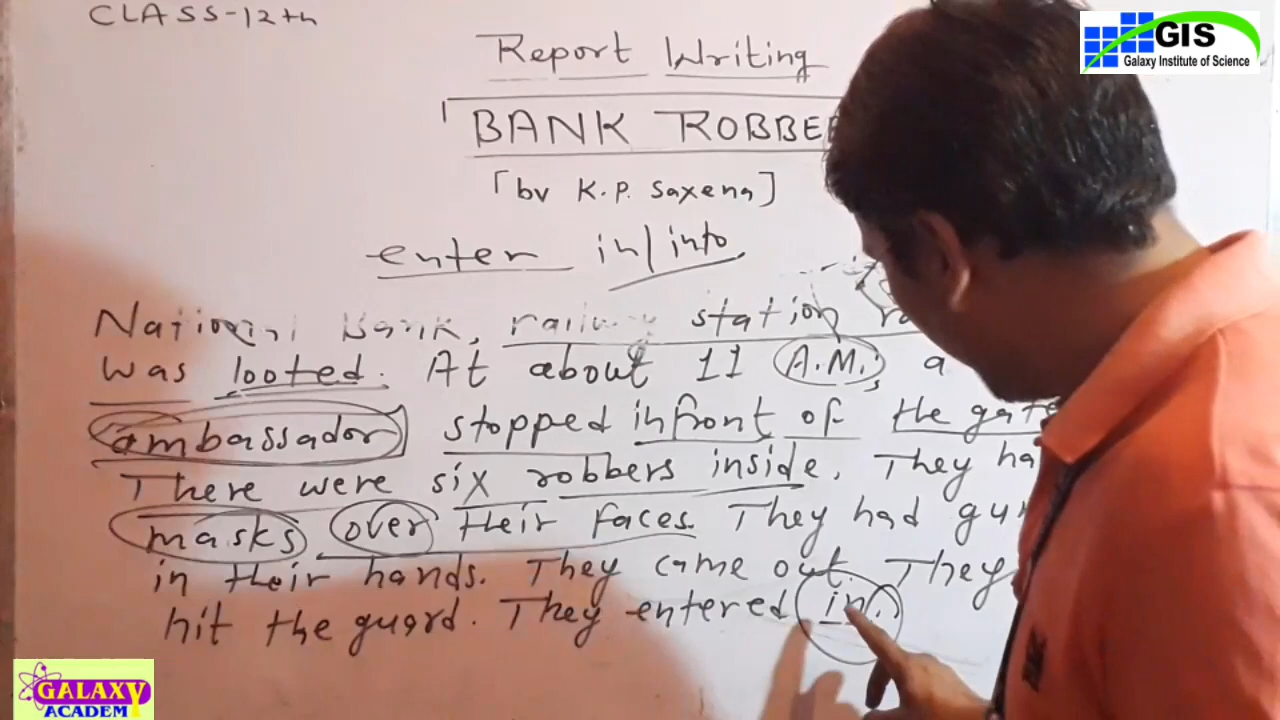 CLASS-12th
GIS
Galaxy Institute of Science
Report Writing
BANK ROBBE
[by K.P. Saxena]
enter in/into
National Bank, railway station
was looted. At about 11 A.M., a
ambassador stopped infront of the gate
There were six robbers inside. They ha
masks over their faces. They had gu
in their hands. They came out. They
hit the guard. They entered in.
GALAXY
ACADEMY